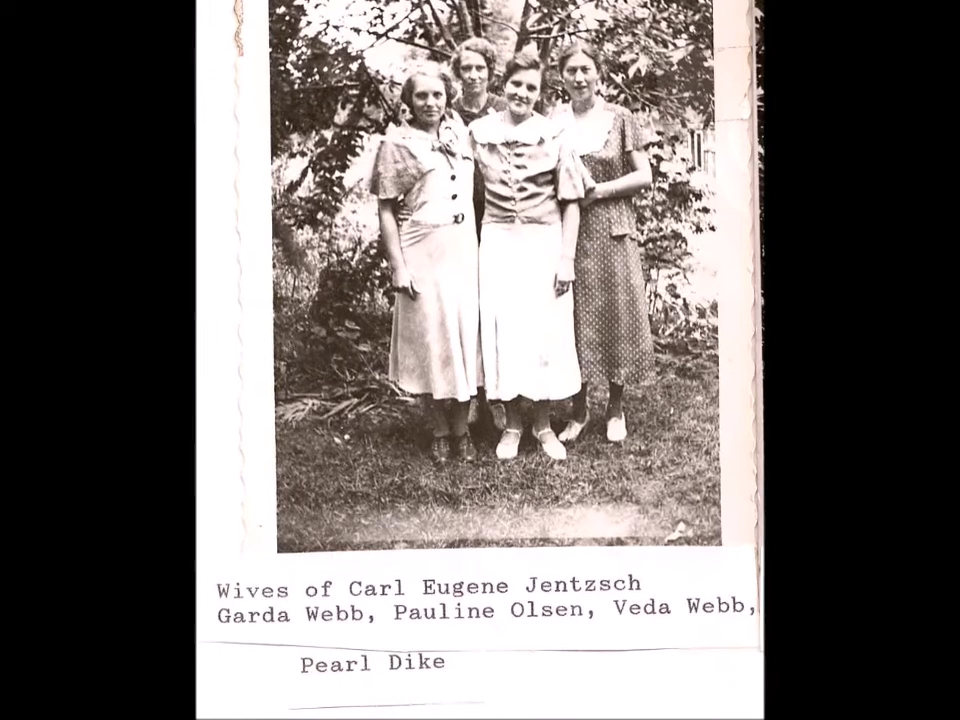 Wives of Carl Eugene Jentzsch
Garda Webb, Pauline Olsen, Veda Webb,
Pearl Dike